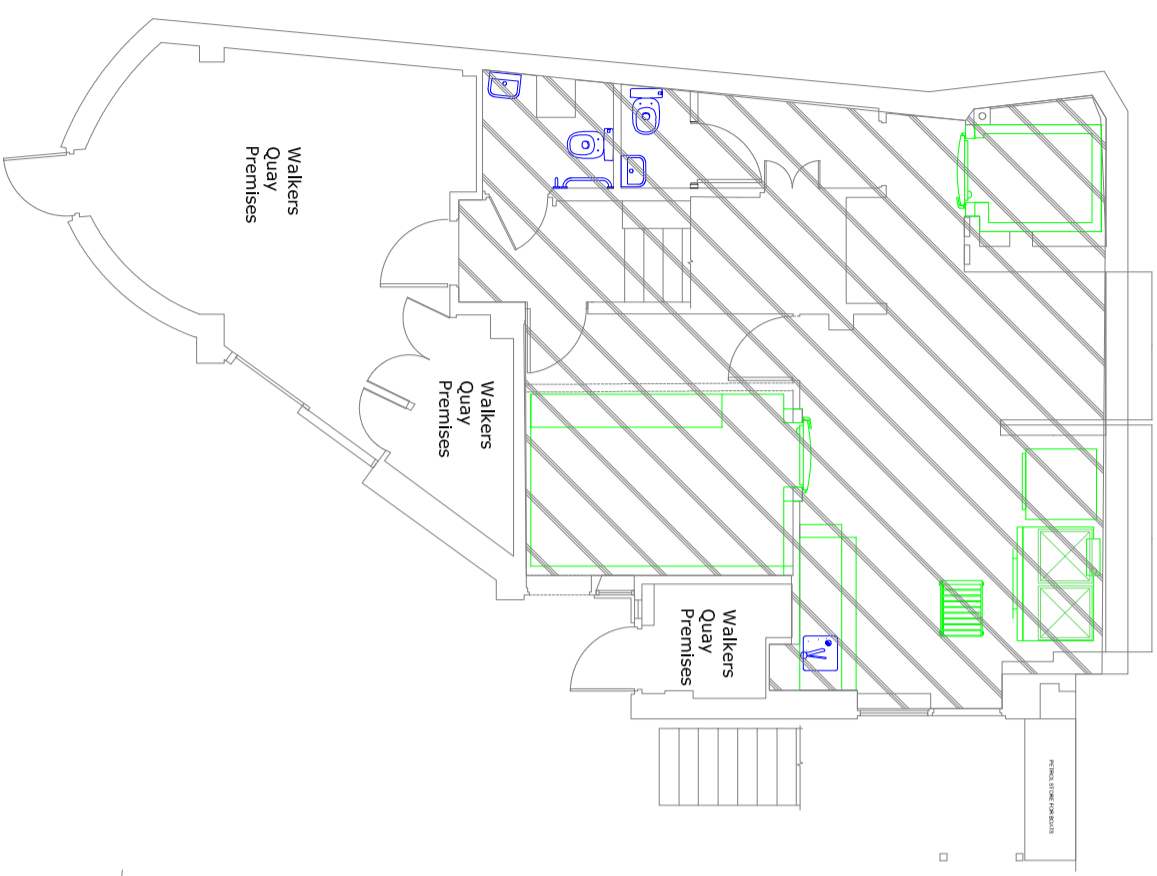 Walkers
Quay
Premises
Walkers
Quay
Premises
Walkers
Quay
Premises
PETROL STORE FOR BOATS